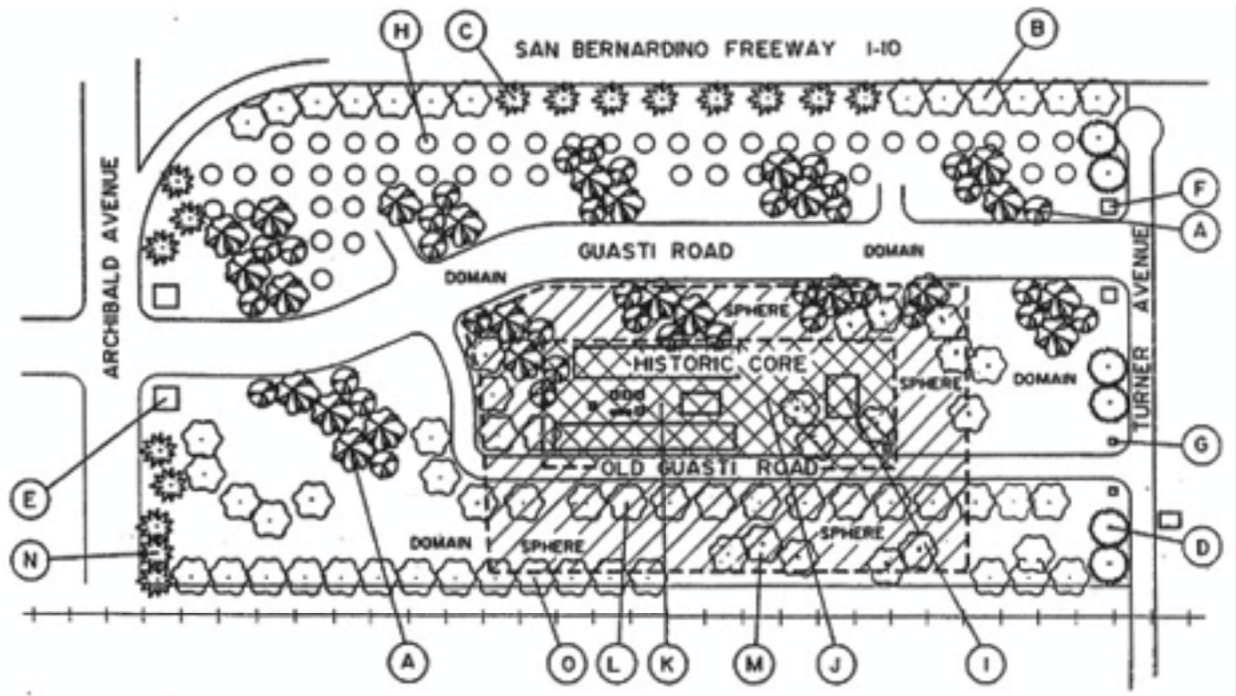 H
C
SAN BERNARDINO FREEWAY I-10
B
ARCHIBALD AVENUE
F
A
GUASTI ROAD
DOMAIN
DOMAIN
TURNER AVENUE
SPHERE
HISTORIC CORE
SPHERE
DOMAIN
G
OLD GUASTI ROAD
E
N
DOMAIN
SPHERE
SPHERE
D
A
O
L
K
M
J
I